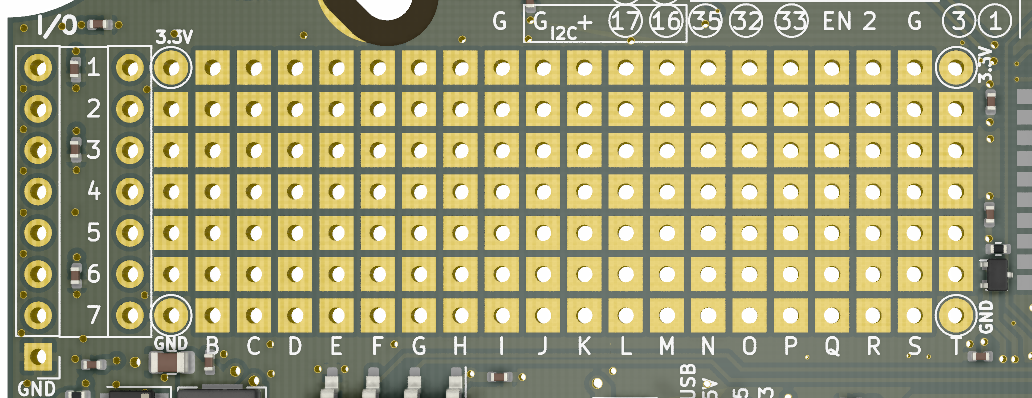 I/O G G I2C + 17 16 35 32 33 EN 2 G 3 1
3.3V 3.3V
1
2
3
4
5
6
7
GND B C D E F G H I J K L M N O P Q R S T GND
GND
USB
5V